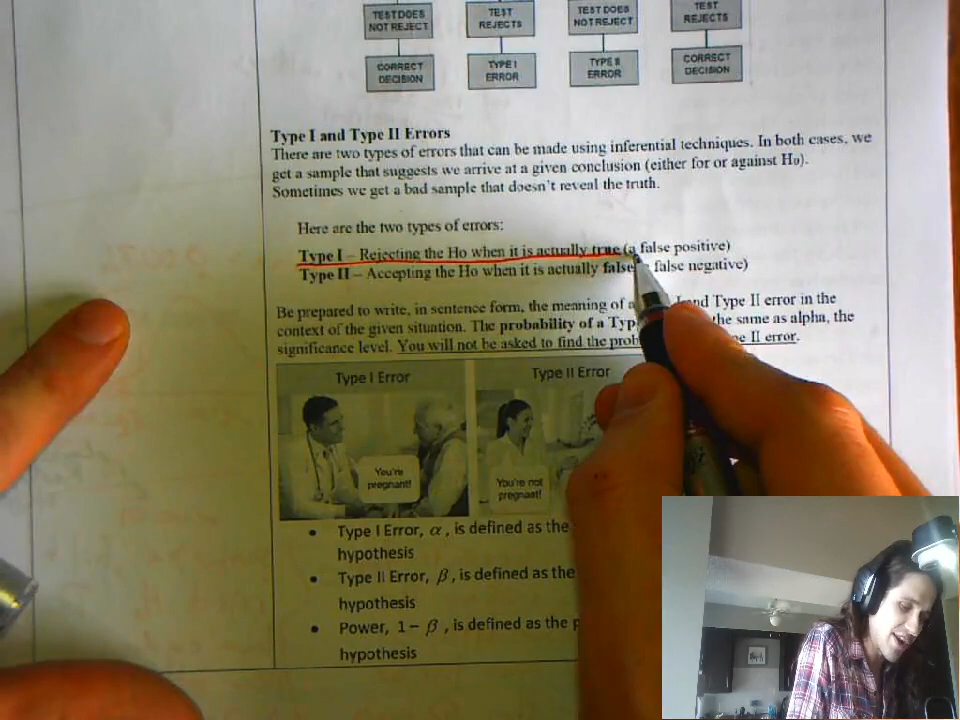 TEST DOES TEST TEST DOES TEST
NOT REJECT REJECTS NOT REJECT REJECTS
CORRECT TYPE I TYPE II CORRECT
DECISION ERROR ERROR DECISION
Type I and Type II Errors
There are two types of errors that can be made using inferential techniques. In both cases, we
get a sample that suggests we arrive at a given conclusion (either for or against H₀).
Sometimes we get a bad sample that doesn't reveal the truth.
Here are the two types of errors:
Type I – Rejecting the Ho when it is actually true (a false positive)
Type II – Accepting the Ho when it is actually false false negative)
Be prepared to write, in sentence form, the meaning of a and Type II error in the
context of the given situation. The probability of a the same as alpha, the
significance level. You will not be asked to find the II error.
Type I Error Type II Error
You're
pregnant!
You're not
pregnant!
• Type I Error, α, is defined as the
hypothesis
• Type II Error, β, is defined as the
hypothesis
• Power, 1 − β, is defined as the
hypothesis